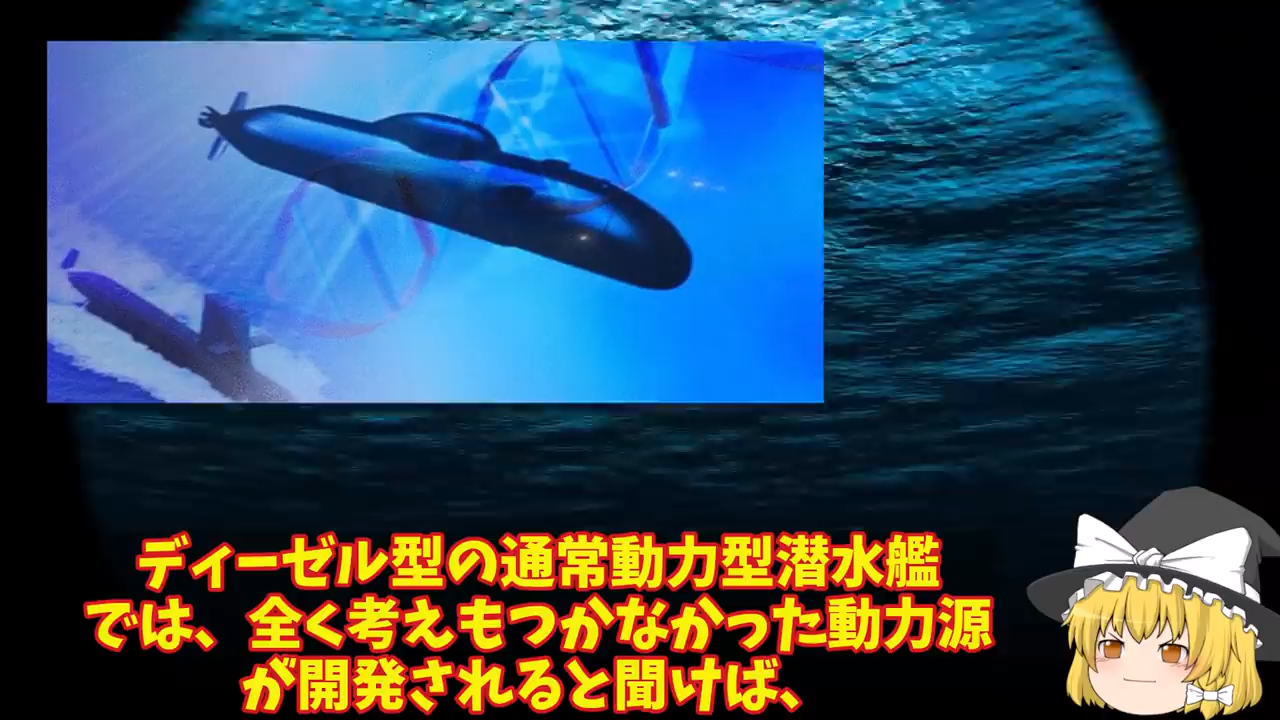 ディーゼル型の通常動力型潜水艦
では、全く考えもつかなかった動力源
が開発されると聞けば、